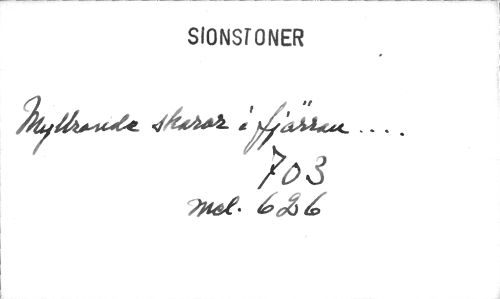 SIONSTONER
Myllrande skaror i fjärran ....
703
mel. 626